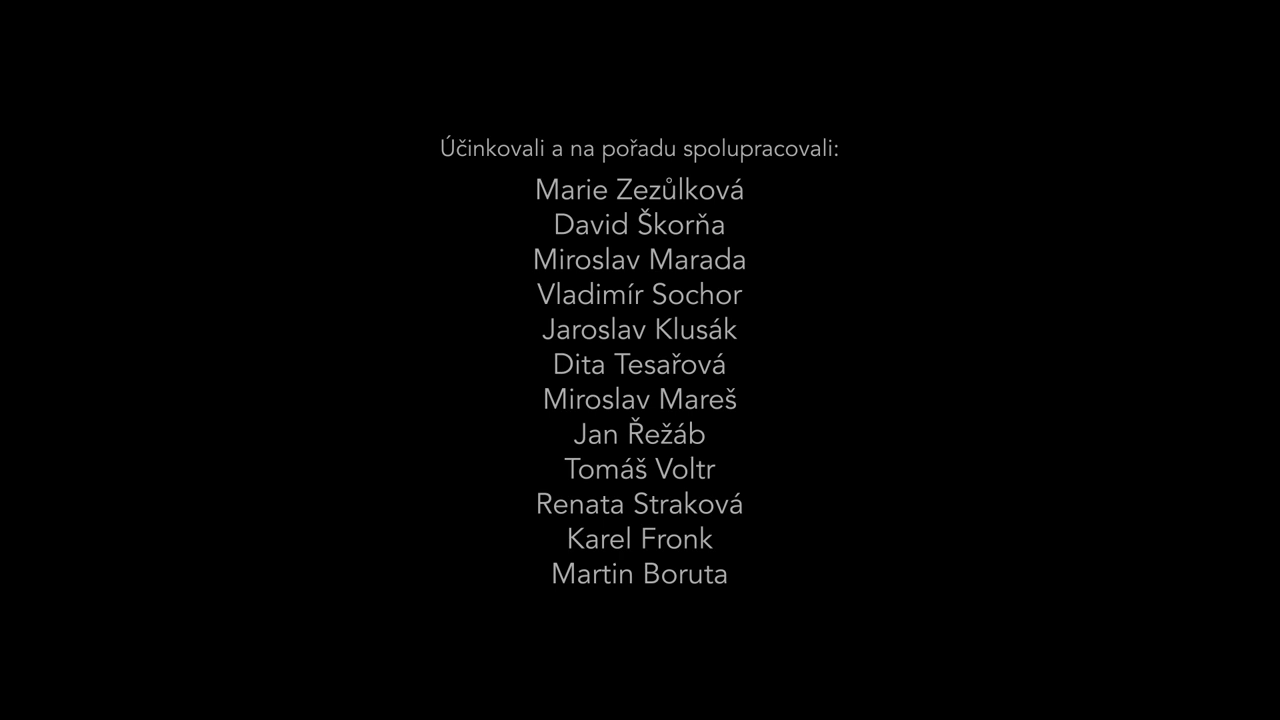 Účinkovali a na pořadu spolupracovali:
Marie Zezůlková
David Škorňa
Miroslav Marada
Vladimír Sochor
Jaroslav Klusák
Dita Tesařová
Miroslav Mareš
Jan Řežáb
Tomáš Voltr
Renata Straková
Karel Fronk
Martin Boruta